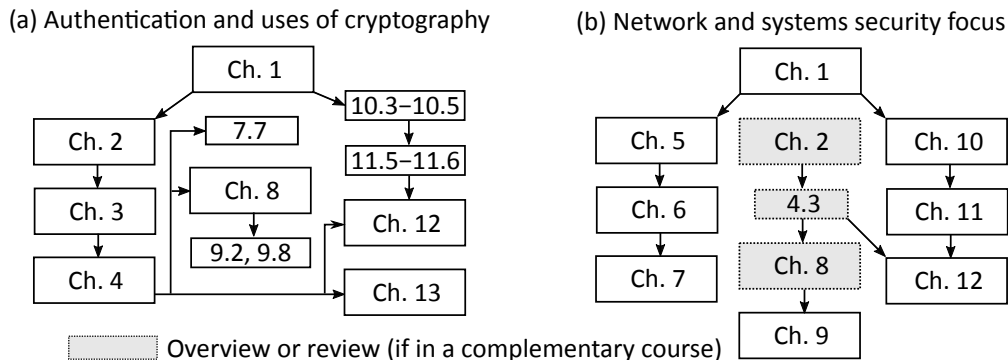 (a) Authentication and uses of cryptography
Ch. 1
Ch. 2
Ch. 3
Ch. 4
7.7
Ch. 8
9.2, 9.8
10.3–10.5
11.5–11.6
Ch. 12
Ch. 13
(b) Network and systems security focus
Ch. 1
Ch. 5
Ch. 6
Ch. 7
Ch. 2
4.3
Ch. 8
Ch. 9
Ch. 10
Ch. 11
Ch. 12
Overview or review (if in a complementary course)